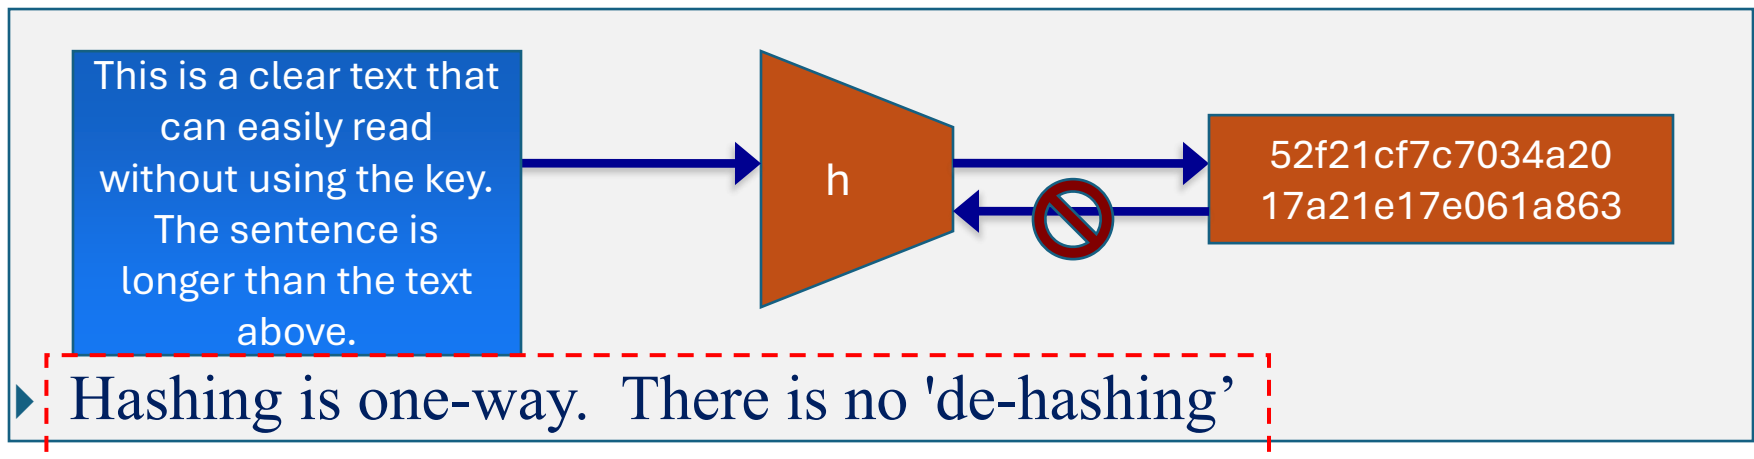 This is a clear text that
can easily read
without using the key.
The sentence is
longer than the text
above.
h
52f21cf7c7034a20
17a21e17e061a863
Hashing is one-way.  There is no 'de-hashing’